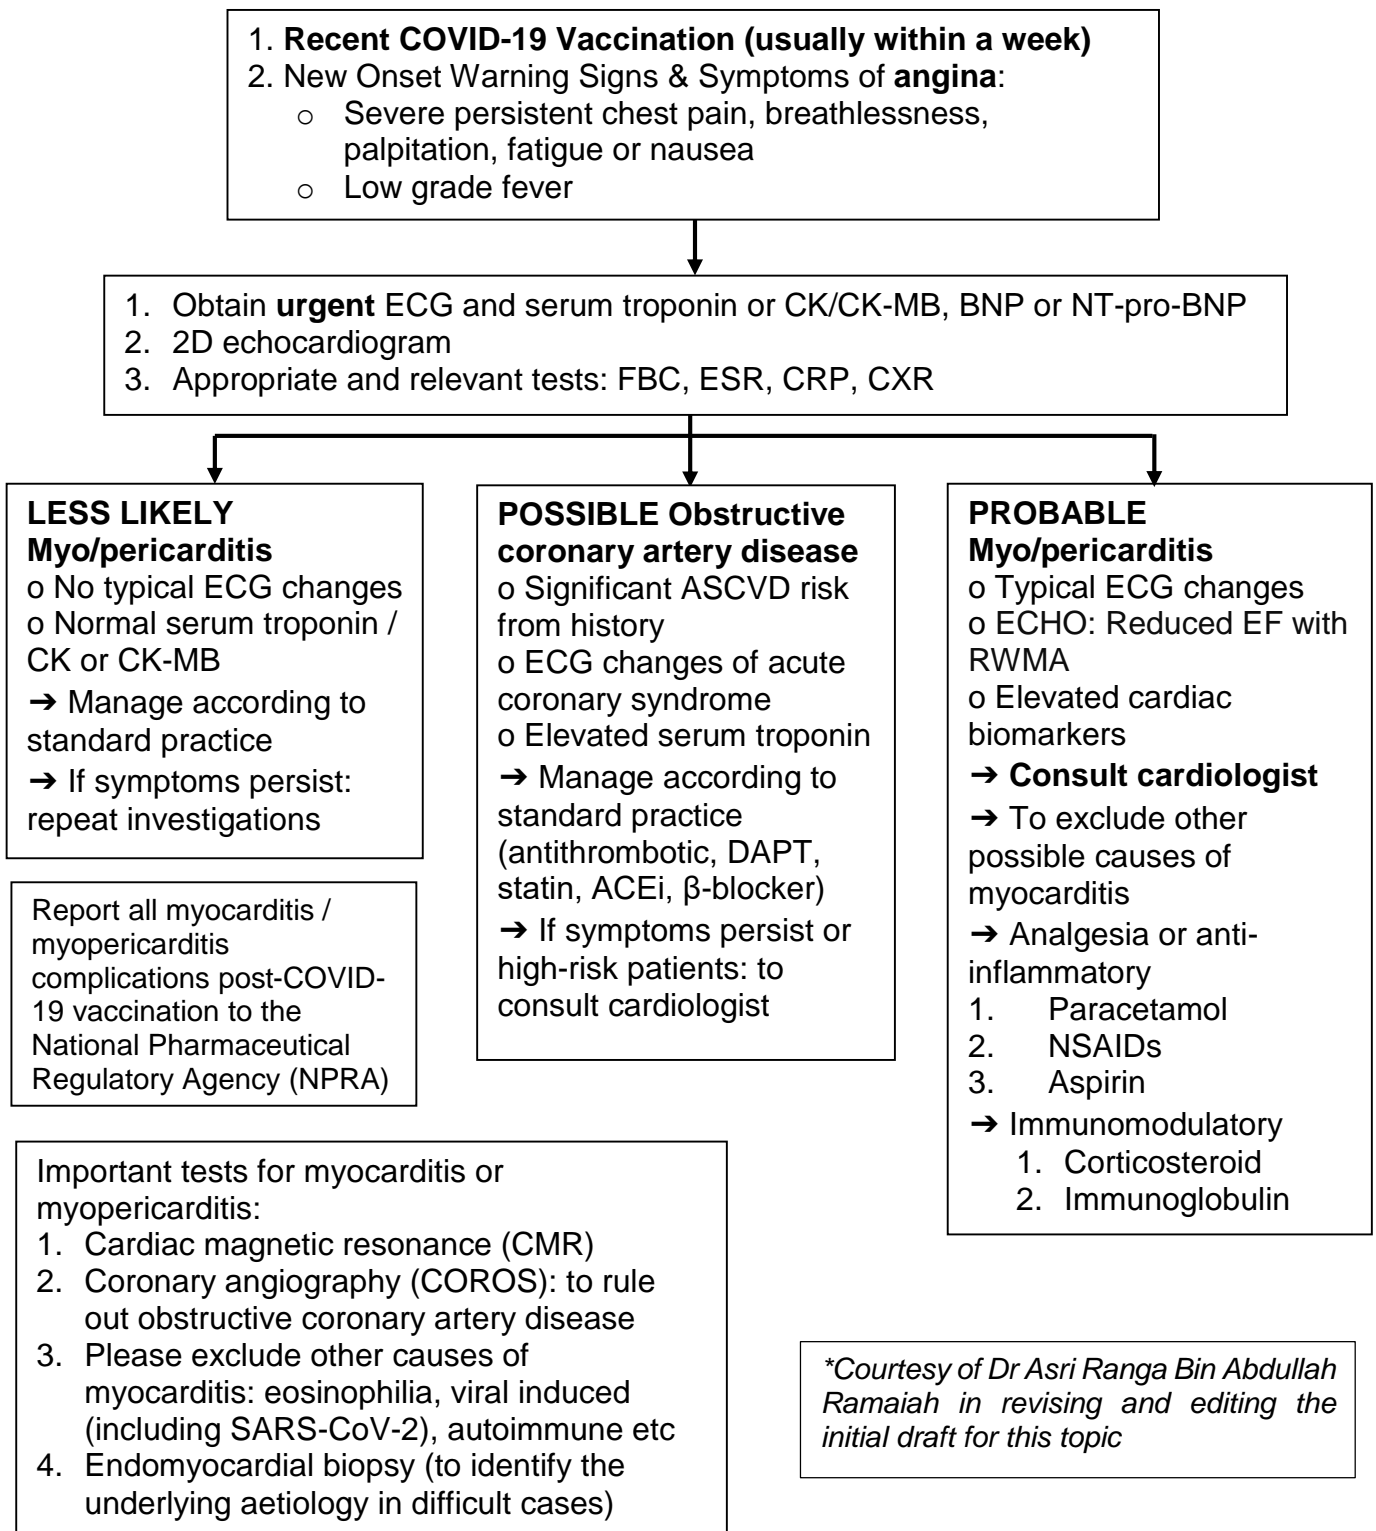 1. Recent COVID-19 Vaccination (usually within a week)
2. New Onset Warning Signs & Symptoms of angina:
o Severe persistent chest pain, breathlessness,
palpitation, fatigue or nausea
o Low grade fever
1. Obtain urgent ECG and serum troponin or CK/CK-MB, BNP or NT-pro-BNP
2. 2D echocardiogram
3. Appropriate and relevant tests: FBC, ESR, CRP, CXR
LESS LIKELY
Myo/pericarditis
o No typical ECG changes
o Normal serum troponin /
CK or CK-MB
➔ Manage according to
standard practice
➔ If symptoms persist:
repeat investigations
POSSIBLE Obstructive
coronary artery disease
o Significant ASCVD risk
from history
o ECG changes of acute
coronary syndrome
o Elevated serum troponin
➔ Manage according to
standard practice
(antithrombotic, DAPT,
statin, ACEi, β-blocker)
➔ If symptoms persist or
high-risk patients: to
consult cardiologist
PROBABLE
Myo/pericarditis
o Typical ECG changes
o ECHO: Reduced EF with
RWMA
o Elevated cardiac
biomarkers
➔ Consult cardiologist
➔ To exclude other
possible causes of
myocarditis
➔ Analgesia or anti-
inflammatory
1. Paracetamol
2. NSAIDs
3. Aspirin
➔ Immunomodulatory
1. Corticosteroid
2. Immunoglobulin
Report all myocarditis /
myopericarditis
complications post-COVID-
19 vaccination to the
National Pharmaceutical
Regulatory Agency (NPRA)
Important tests for myocarditis or
myopericarditis:
1. Cardiac magnetic resonance (CMR)
2. Coronary angiography (COROS): to rule
out obstructive coronary artery disease
3. Please exclude other causes of
myocarditis: eosinophilia, viral induced
(including SARS-CoV-2), autoimmune etc
4. Endomyocardial biopsy (to identify the
underlying aetiology in difficult cases)
*Courtesy of Dr Asri Ranga Bin Abdullah
Ramaiah in revising and editing the
initial draft for this topic